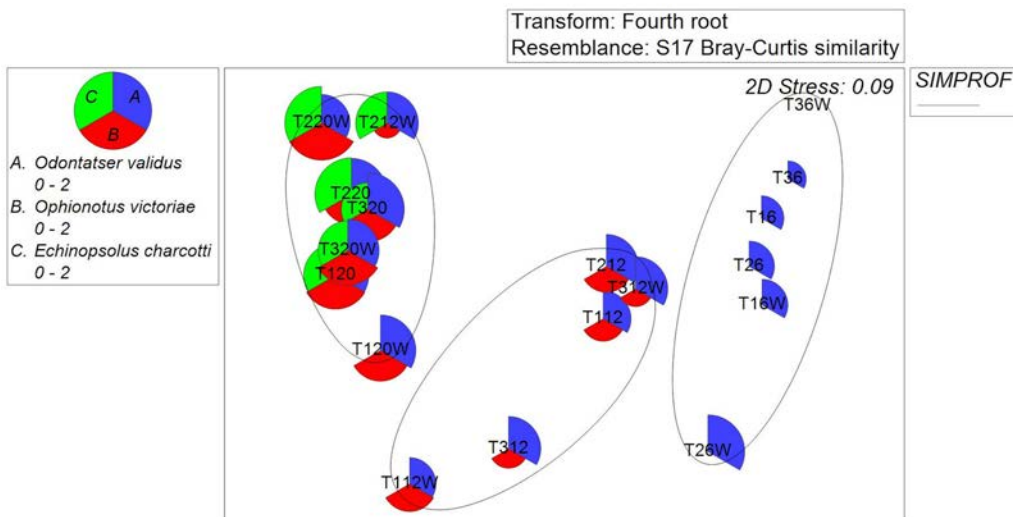 Transform: Fourth root
Resemblance: S17 Bray-Curtis similarity
C
A
B
A. Odontatser validus
0 - 2
B. Ophionotus victoriae
0 - 2
C. Echinopsolus charcotti
0 - 2
2D Stress: 0.09
SIMPROF
T36W
T220W
T212W
T36
T220
T320
T16
T320W
T120
T212
T26
T312W
T16W
T112
T120W
T312
T26W
T112W